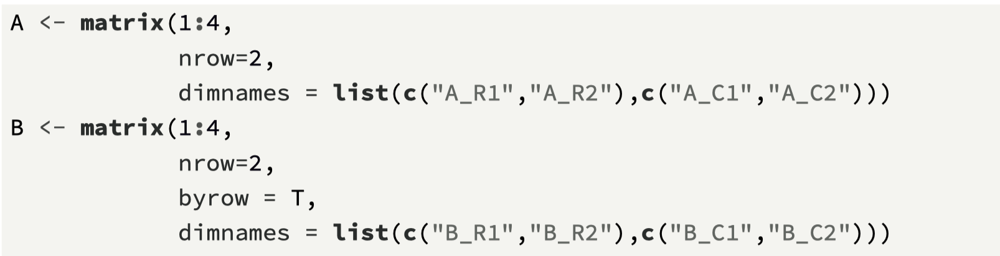 A <- matrix(1:4,
            nrow=2,
            dimnames = list(c("A_R1","A_R2"),c("A_C1","A_C2")))
B <- matrix(1:4,
            nrow=2,
            byrow = T,
            dimnames = list(c("B_R1","B_R2"),c("B_C1","B_C2")))